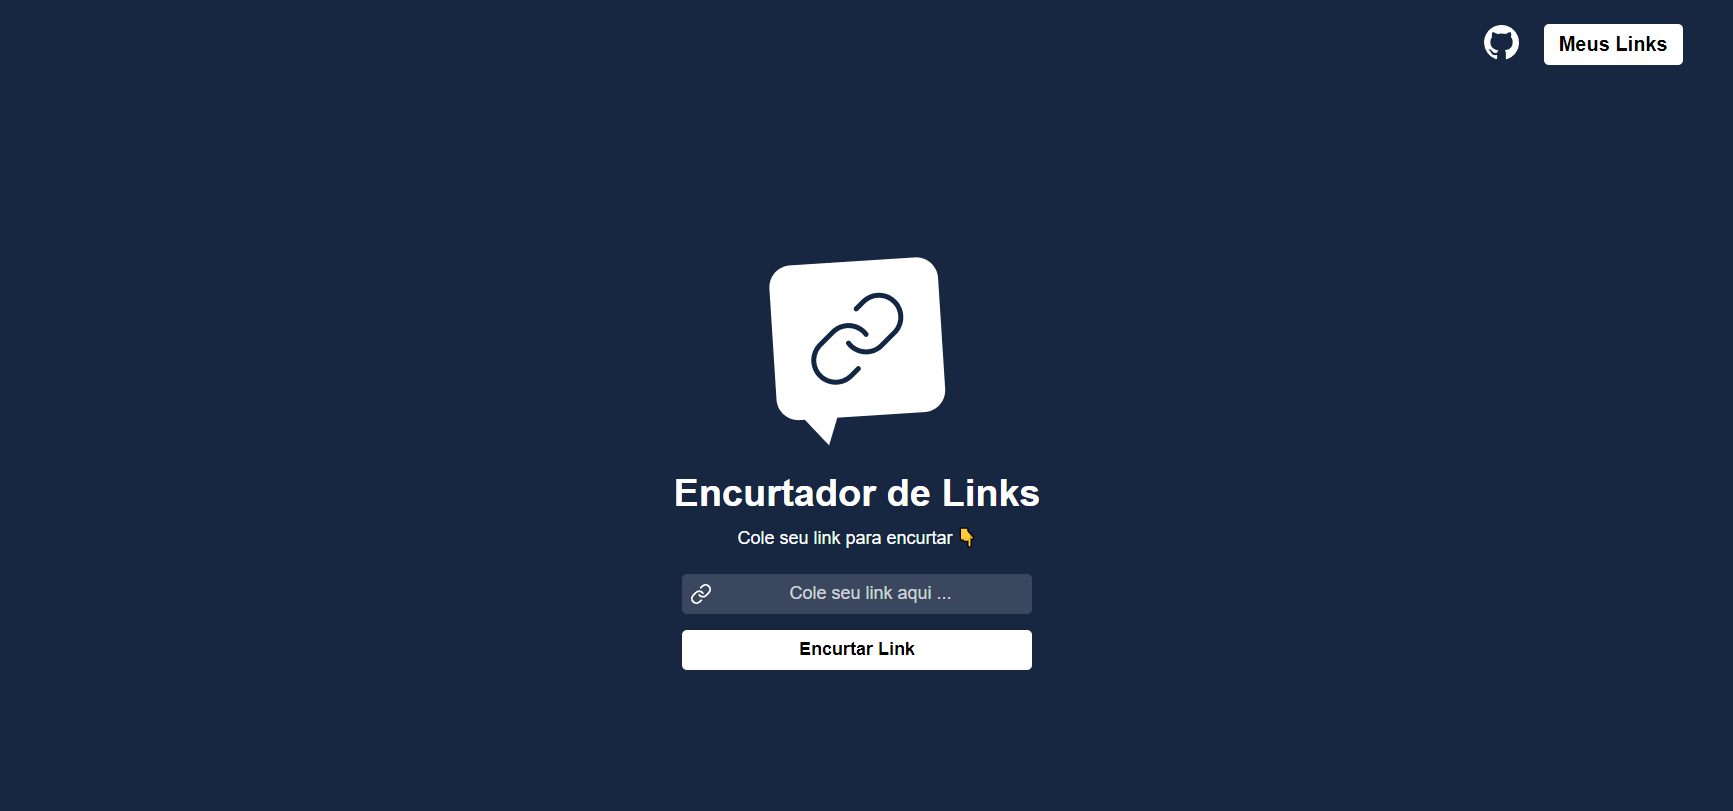 Meus Links
Encurtador de Links
Cole seu link para encurtar 👇
Cole seu link aqui ...
Encurtar Link